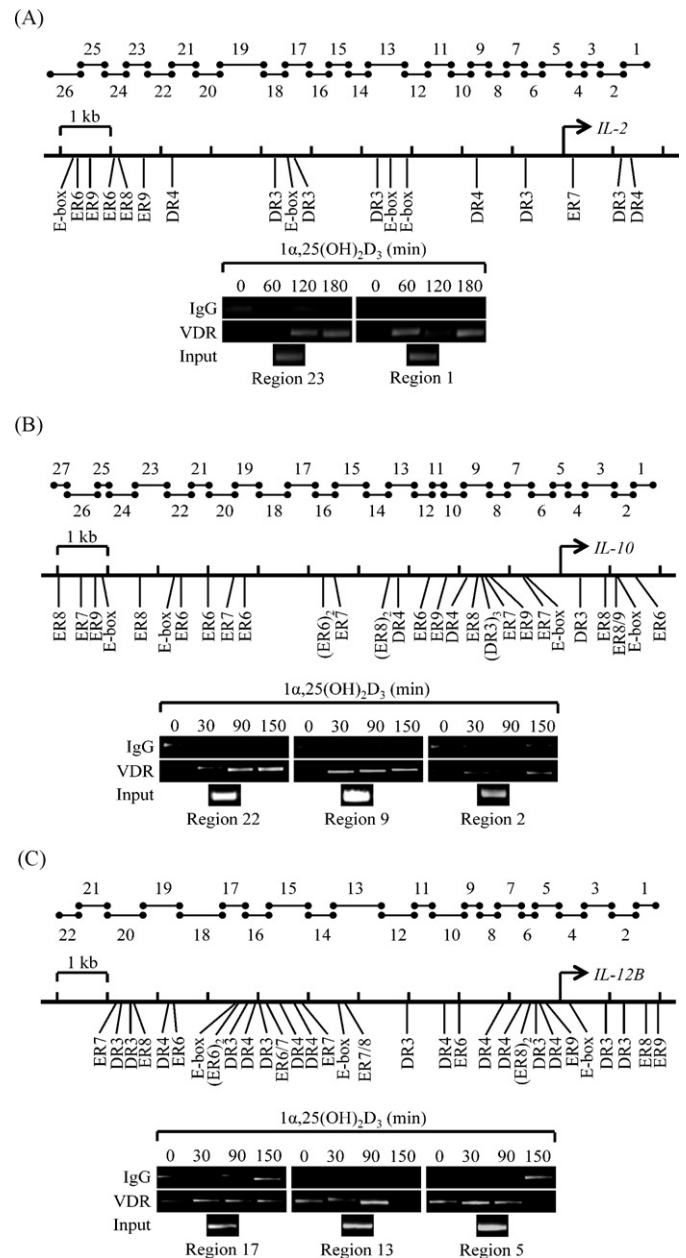 (A)
25 23 21 19 17 15 13 11 9 7 5 3 1
26 24 22 20 18 16 14 12 10 8 6 4 2
1 kb
IL-2
E-box ER6 ER9 ER6 ER8 ER9 DR4 DR3 E-box DR3 DR3 E-box E-box DR4 DR3 ER7 DR3 DR4
1α,25(OH)₂D₃ (min)
0 60 120 180 0 60 120 180
IgG
VDR
Input
Region 23 Region 1
(B)
27 25 23 21 19 17 15 13 11 9 7 5 3 1
26 24 22 20 18 16 14 12 10 8 6 4 2
1 kb
IL-10
ER8 ER7 ER9 E-box ER8 E-box ER6 ER6 ER7 ER6 (ER6)₂ ER7 (ER8)₂ DR4 ER6 ER9 DR4 ER8 (DR3)₃ ER7 ER9 ER7 E-box DR3 ER8 ER8/9 E-box ER6
1α,25(OH)₂D₃ (min)
0 30 90 150 0 30 90 150 0 30 90 150
IgG
VDR
Input
Region 22 Region 9 Region 2
(C)
21 19 17 15 13 11 9 7 5 3 1
22 20 18 16 14 12 10 8 6 4 2
1 kb
IL-12B
ER7 DR3 DR3 ER8 DR4 ER6 E-box (ER6)₂ DR3 DR4 DR3 ER6/7 DR4 DR4 ER7 E-box ER7/8 DR3 DR4 ER6 DR4 DR4 (ER8)₂ DR3 DR4 ER9 E-box DR3 DR3 ER8 ER9
1α,25(OH)₂D₃ (min)
0 30 90 150 0 30 90 150 0 30 90 150
IgG
VDR
Input
Region 17 Region 13 Region 5